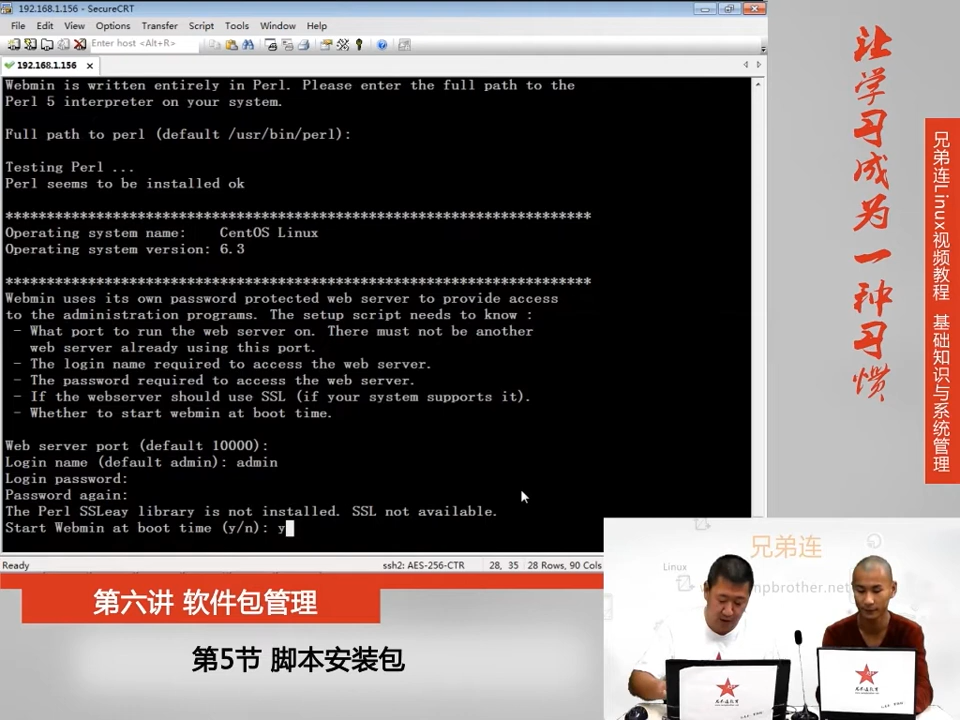 192.168.1.156 - SecureCRT
File Edit View Options Transfer Script Tools Window Help
Enter host <Alt+R>
192.168.1.156
Webmin is written entirely in Perl. Please enter the full path to the
Perl 5 interpreter on your system.
Full path to perl (default /usr/bin/perl):
Testing Perl ...
Perl seems to be installed ok
***********************************************************************
Operating system name:    CentOS Linux
Operating system version: 6.3
***********************************************************************
Webmin uses its own password protected web server to provide access
to the administration programs. The setup script needs to know :
- What port to run the web server on. There must not be another
web server already using this port.
- The login name required to access the web server.
- The password required to access the web server.
- If the webserver should use SSL (if your system supports it).
- Whether to start webmin at boot time.
Web server port (default 10000):
Login name (default admin): admin
Login password:
Password again:
The Perl SSLeay library is not installed. SSL not available.
Start Webmin at boot time (y/n): y
Ready
ssh2: AES-256-CTR 28, 35 28 Rows, 90 Cols
让学习成为一种习惯
兄弟连Linux视频教程 基础知识与系统管理
兄弟连
Linux
mpbrother.net
第六讲 软件包管理
第5节 脚本安装包